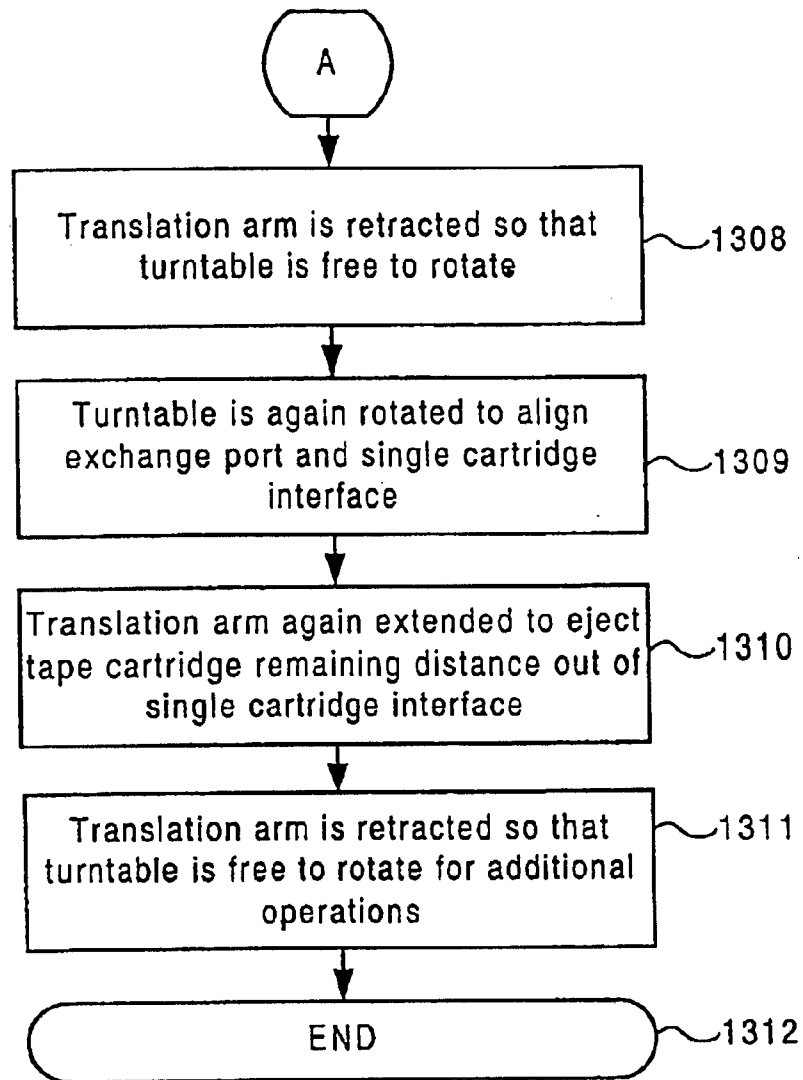 A
Translation arm is retracted so that
turntable is free to rotate
1308
Turntable is again rotated to align
exchange port and single cartridge
interface
1309
Translation arm again extended to eject
tape cartridge remaining distance out of
single cartridge interface
1310
Translation arm is retracted so that
turntable is free to rotate for additional
operations
1311
END
1312